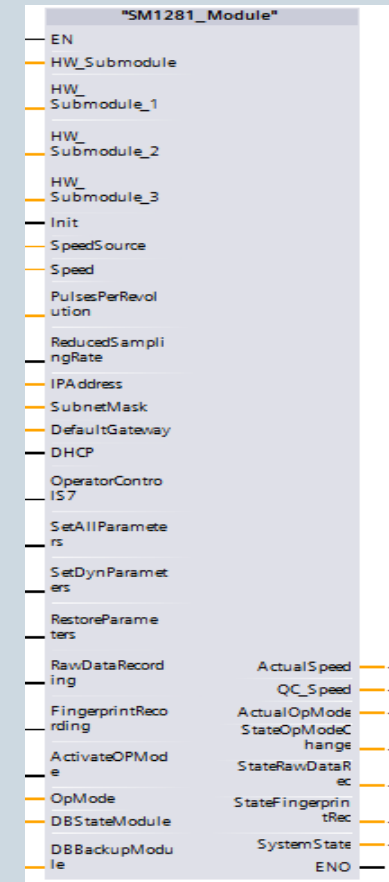 "SM1281_Module"
EN
HW_Submodule
HW_
Submodule_1
HW_
Submodule_2
HW_
Submodule_3
Init
SpeedSource
Speed
PulsesPerRevol
ution
ReducedSampli
ngRate
IPAddress
SubnetMask
DefaultGateway
DHCP
OperatorContro
lS7
SetAllParamete
rs
SetDynParamet
ers
RestoreParame
ters
RawDataRecord
ing
FingerprintReco
rding
ActivateOPMod
e
OpMode
DBStateModule
DBBackupModu
le
ActualSpeed
QC_Speed
ActualOpMode
StateOpModeC
hange
StateRawDataR
ec
StateFingerprin
tRec
SystemState
ENO